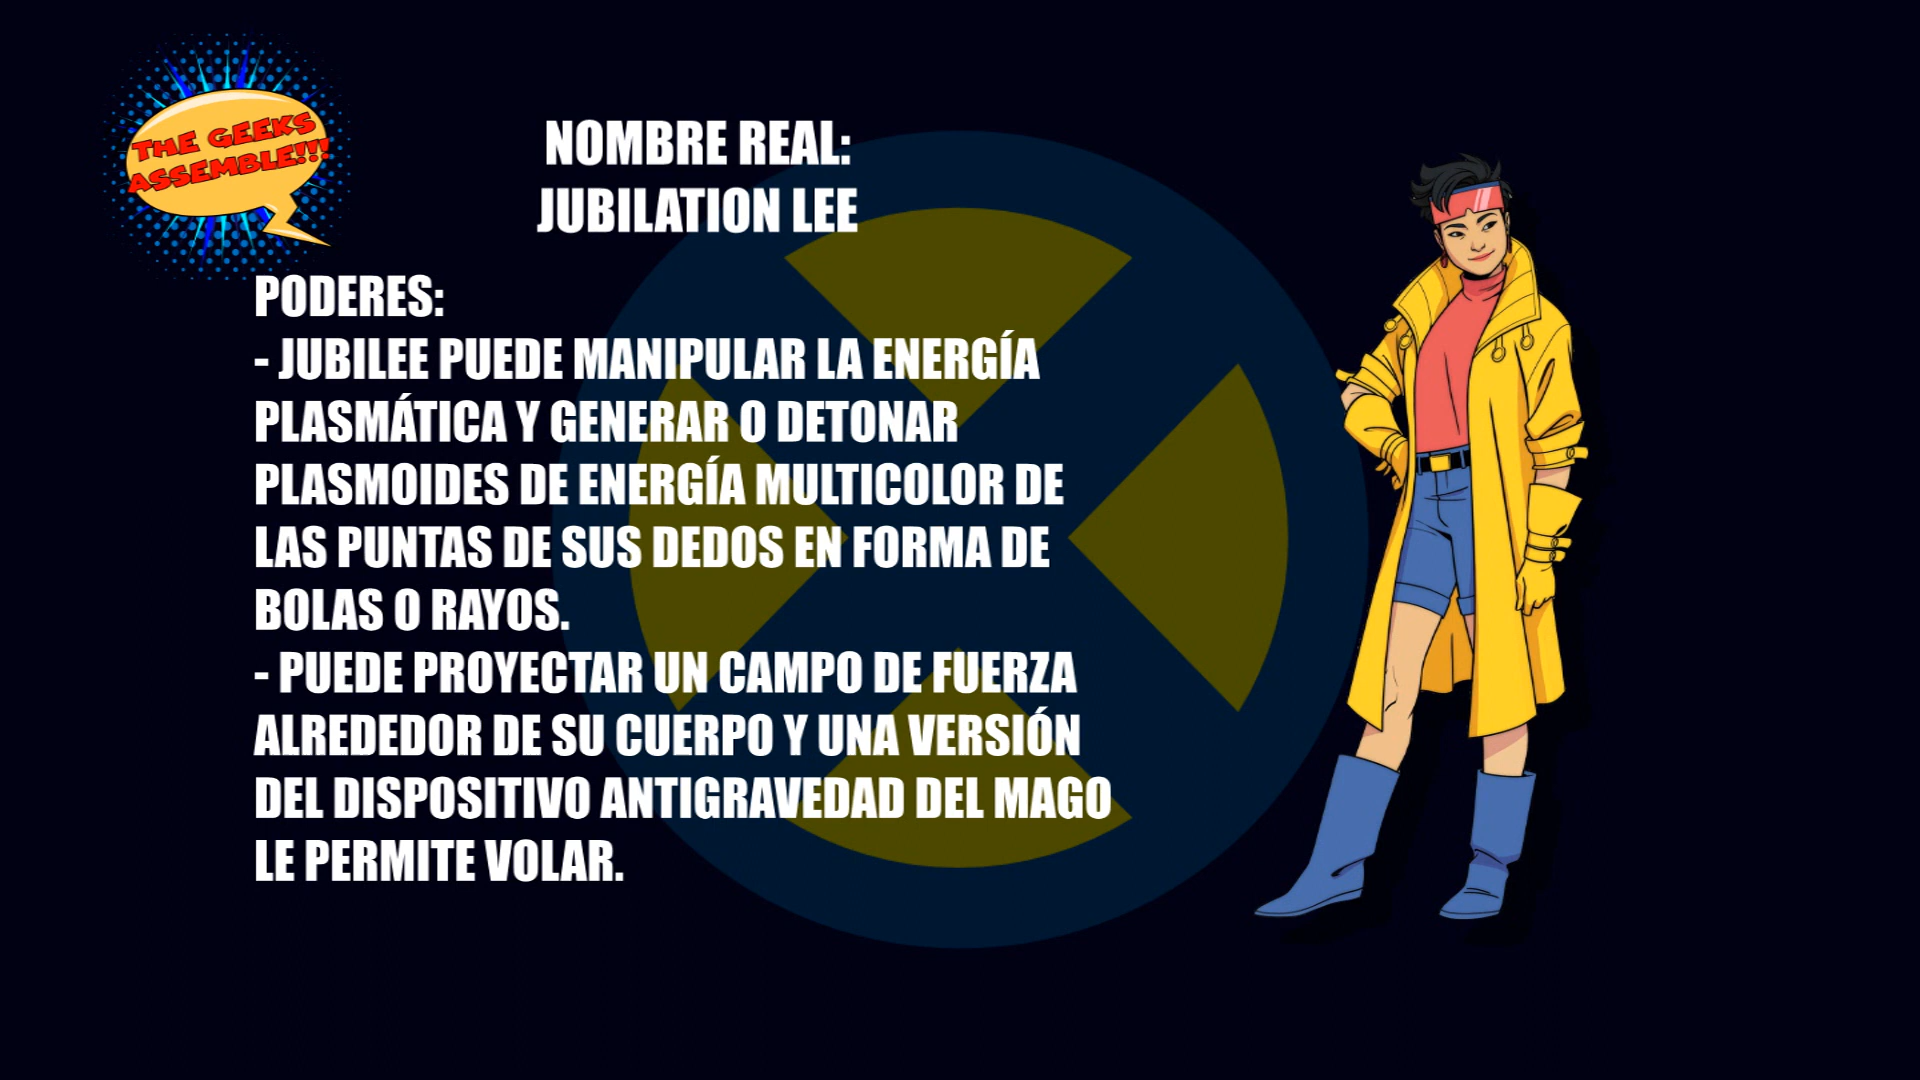 THE GEEKS
ASSEMBLE!!!
NOMBRE REAL:
JUBILATION LEE
PODERES:
- JUBILEE PUEDE MANIPULAR LA ENERGÍA
PLASMÁTICA Y GENERAR O DETONAR
PLASMOIDES DE ENERGÍA MULTICOLOR DE
LAS PUNTAS DE SUS DEDOS EN FORMA DE
BOLAS O RAYOS.
- PUEDE PROYECTAR UN CAMPO DE FUERZA
ALREDEDOR DE SU CUERPO Y UNA VERSIÓN
DEL DISPOSITIVO ANTIGRAVEDAD DEL MAGO
LE PERMITE VOLAR.